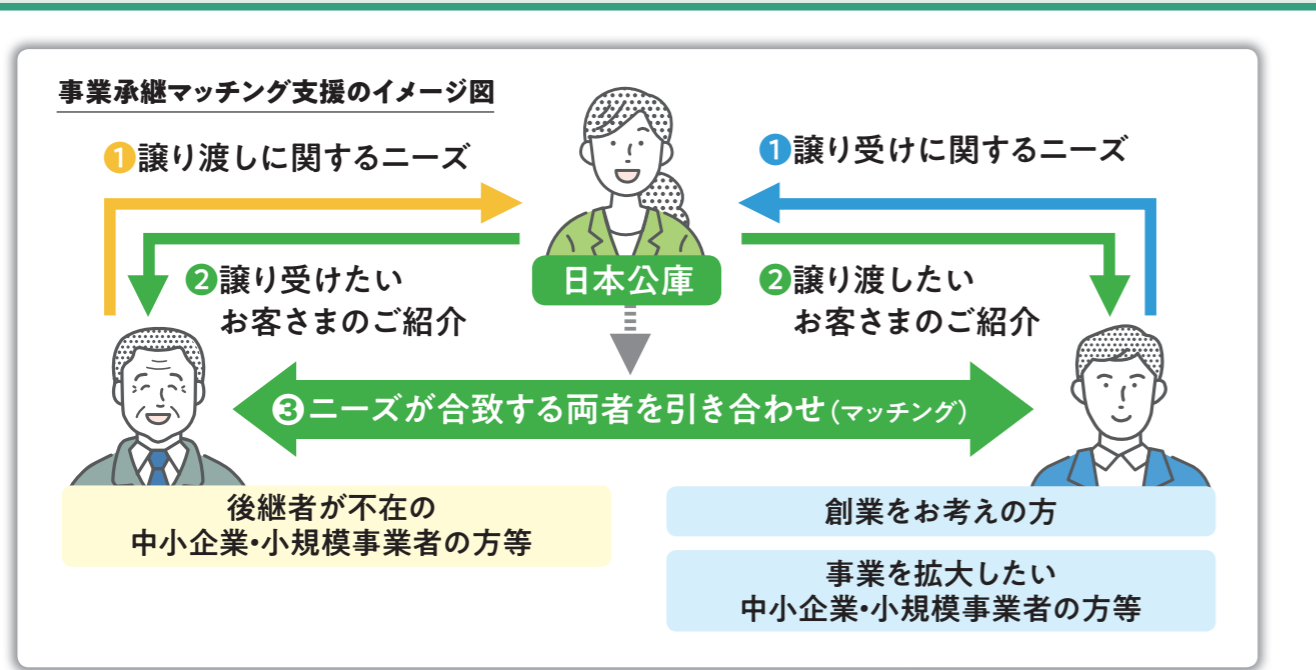 事業承継マッチング支援のイメージ図
❶譲り渡しに関するニーズ
❶譲り受けに関するニーズ
❷譲り受けたい
お客さまのご紹介
日本公庫
❷譲り渡したい
お客さまのご紹介
❸ニーズが合致する両者を引き合わせ(マッチング)
後継者が不在の
中小企業・小規模事業者の方等
創業をお考えの方
事業を拡大したい
中小企業・小規模事業者の方等